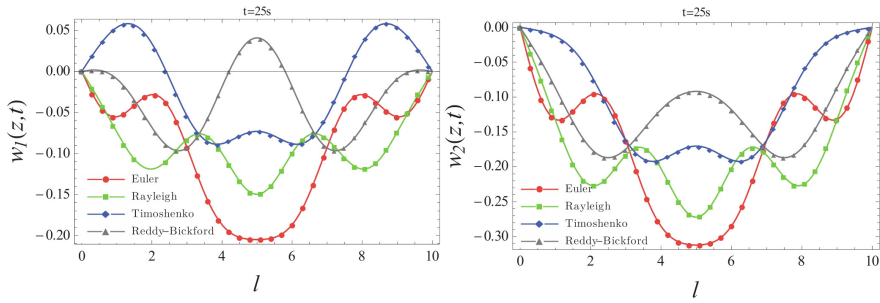 t=25s
w1(z,t)
0.05
0.00
−0.05
−0.10
−0.15
−0.20
Euler
Rayleigh
Timoshenko
Reddy–Bickford
0 2 4 6 8 10
l
t=25s
w2(z,t)
0.00
−0.05
−0.10
−0.15
−0.20
−0.25
−0.30
Euler
Rayleigh
Timoshenko
Reddy–Bickford
0 2 4 6 8 10
l